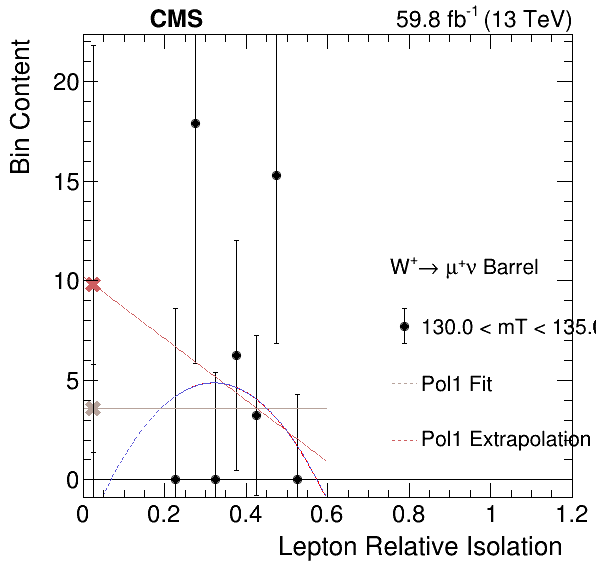 CMS 59.8 fb⁻¹ (13 TeV)
Bin Content
20
15
10
5
0
W⁺→ μ⁺ν Barrel
130.0 < mT < 135.0
Pol1 Fit
Pol1 Extrapolation
0 0.2 0.4 0.6 0.8 1 1.2
Lepton Relative Isolation